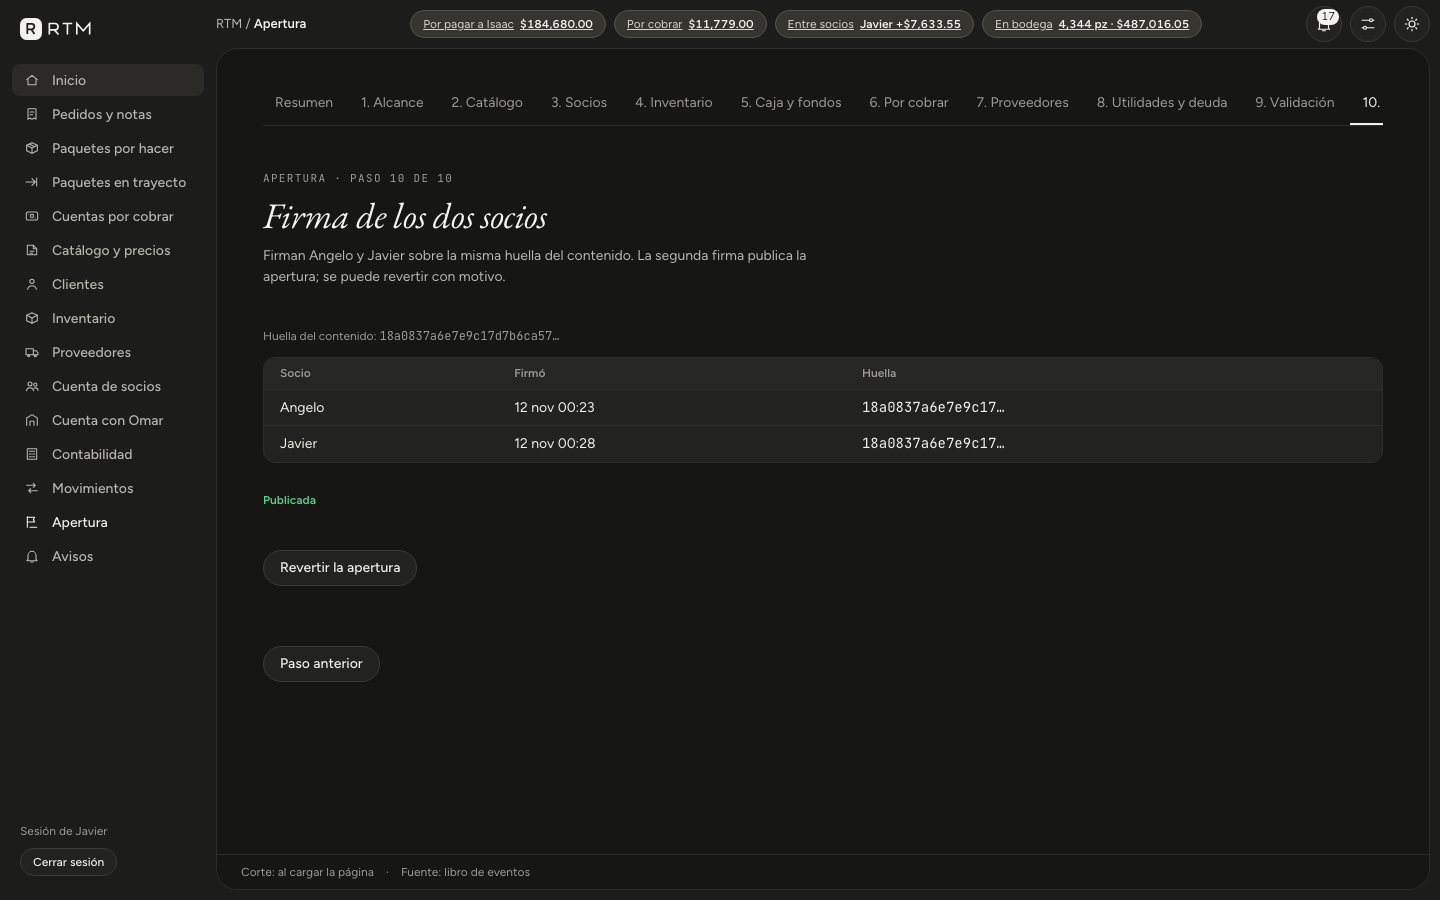 R RTM
RTM / Apertura
Por pagar a Isaac $184,680.00
Por cobrar $11,779.00
Entre socios Javier +$7,633.55
En bodega 4,344 pz · $487,016.05
17
Inicio
Pedidos y notas
Paquetes por hacer
Paquetes en trayecto
Cuentas por cobrar
Catálogo y precios
Clientes
Inventario
Proveedores
Cuenta de socios
Cuenta con Omar
Contabilidad
Movimientos
Apertura
Avisos
Sesión de Javier
Cerrar sesión
Resumen 1. Alcance 2. Catálogo 3. Socios 4. Inventario 5. Caja y fondos 6. Por cobrar 7. Proveedores 8. Utilidades y deuda 9. Validación 10.
APERTURA · PASO 10 DE 10
Firma de los dos socios
Firman Angelo y Javier sobre la misma huella del contenido. La segunda firma publica la
apertura; se puede revertir con motivo.
Huella del contenido: 18a0837a6e7e9c17d7b6ca57…
Socio Firmó Huella
Angelo 12 nov 00:23 18a0837a6e7e9c17…
Javier 12 nov 00:28 18a0837a6e7e9c17…
Publicada
Revertir la apertura
Paso anterior
Corte: al cargar la página · Fuente: libro de eventos